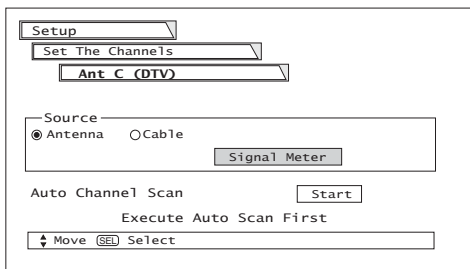 Setup
Set The Channels
Ant C (DTV)
Source
Antenna Cable
Signal Meter
Auto Channel Scan Start
Execute Auto Scan First
Move SEL Select